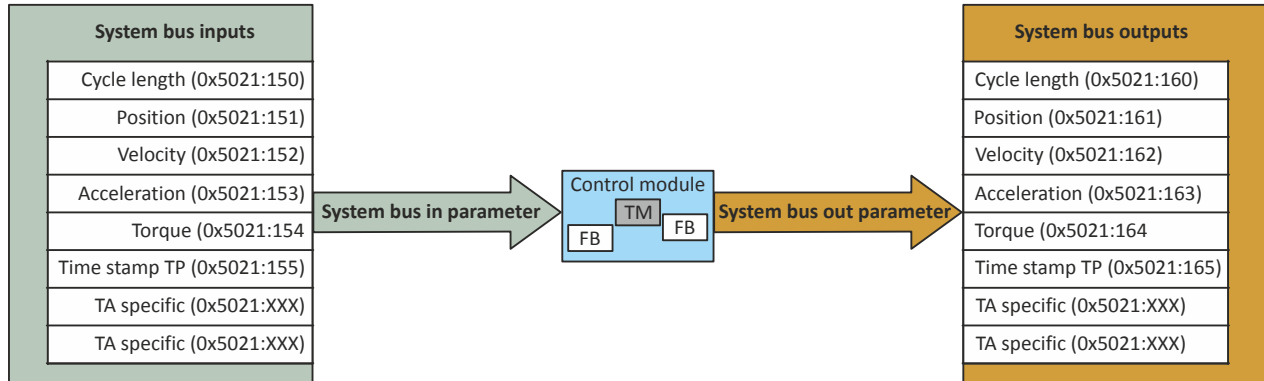 System bus inputs
Cycle length (0x5021:150)
Position (0x5021:151)
Velocity (0x5021:152)
Acceleration (0x5021:153)
Torque (0x5021:154
Time stamp TP (0x5021:155)
TA specific (0x5021:XXX)
TA specific (0x5021:XXX)
System bus in parameter
Control module
TM
FB
FB
System bus out parameter
System bus outputs
Cycle length (0x5021:160)
Position (0x5021:161)
Velocity (0x5021:162)
Acceleration (0x5021:163)
Torque (0x5021:164
Time stamp TP (0x5021:165)
TA specific (0x5021:XXX)
TA specific (0x5021:XXX)